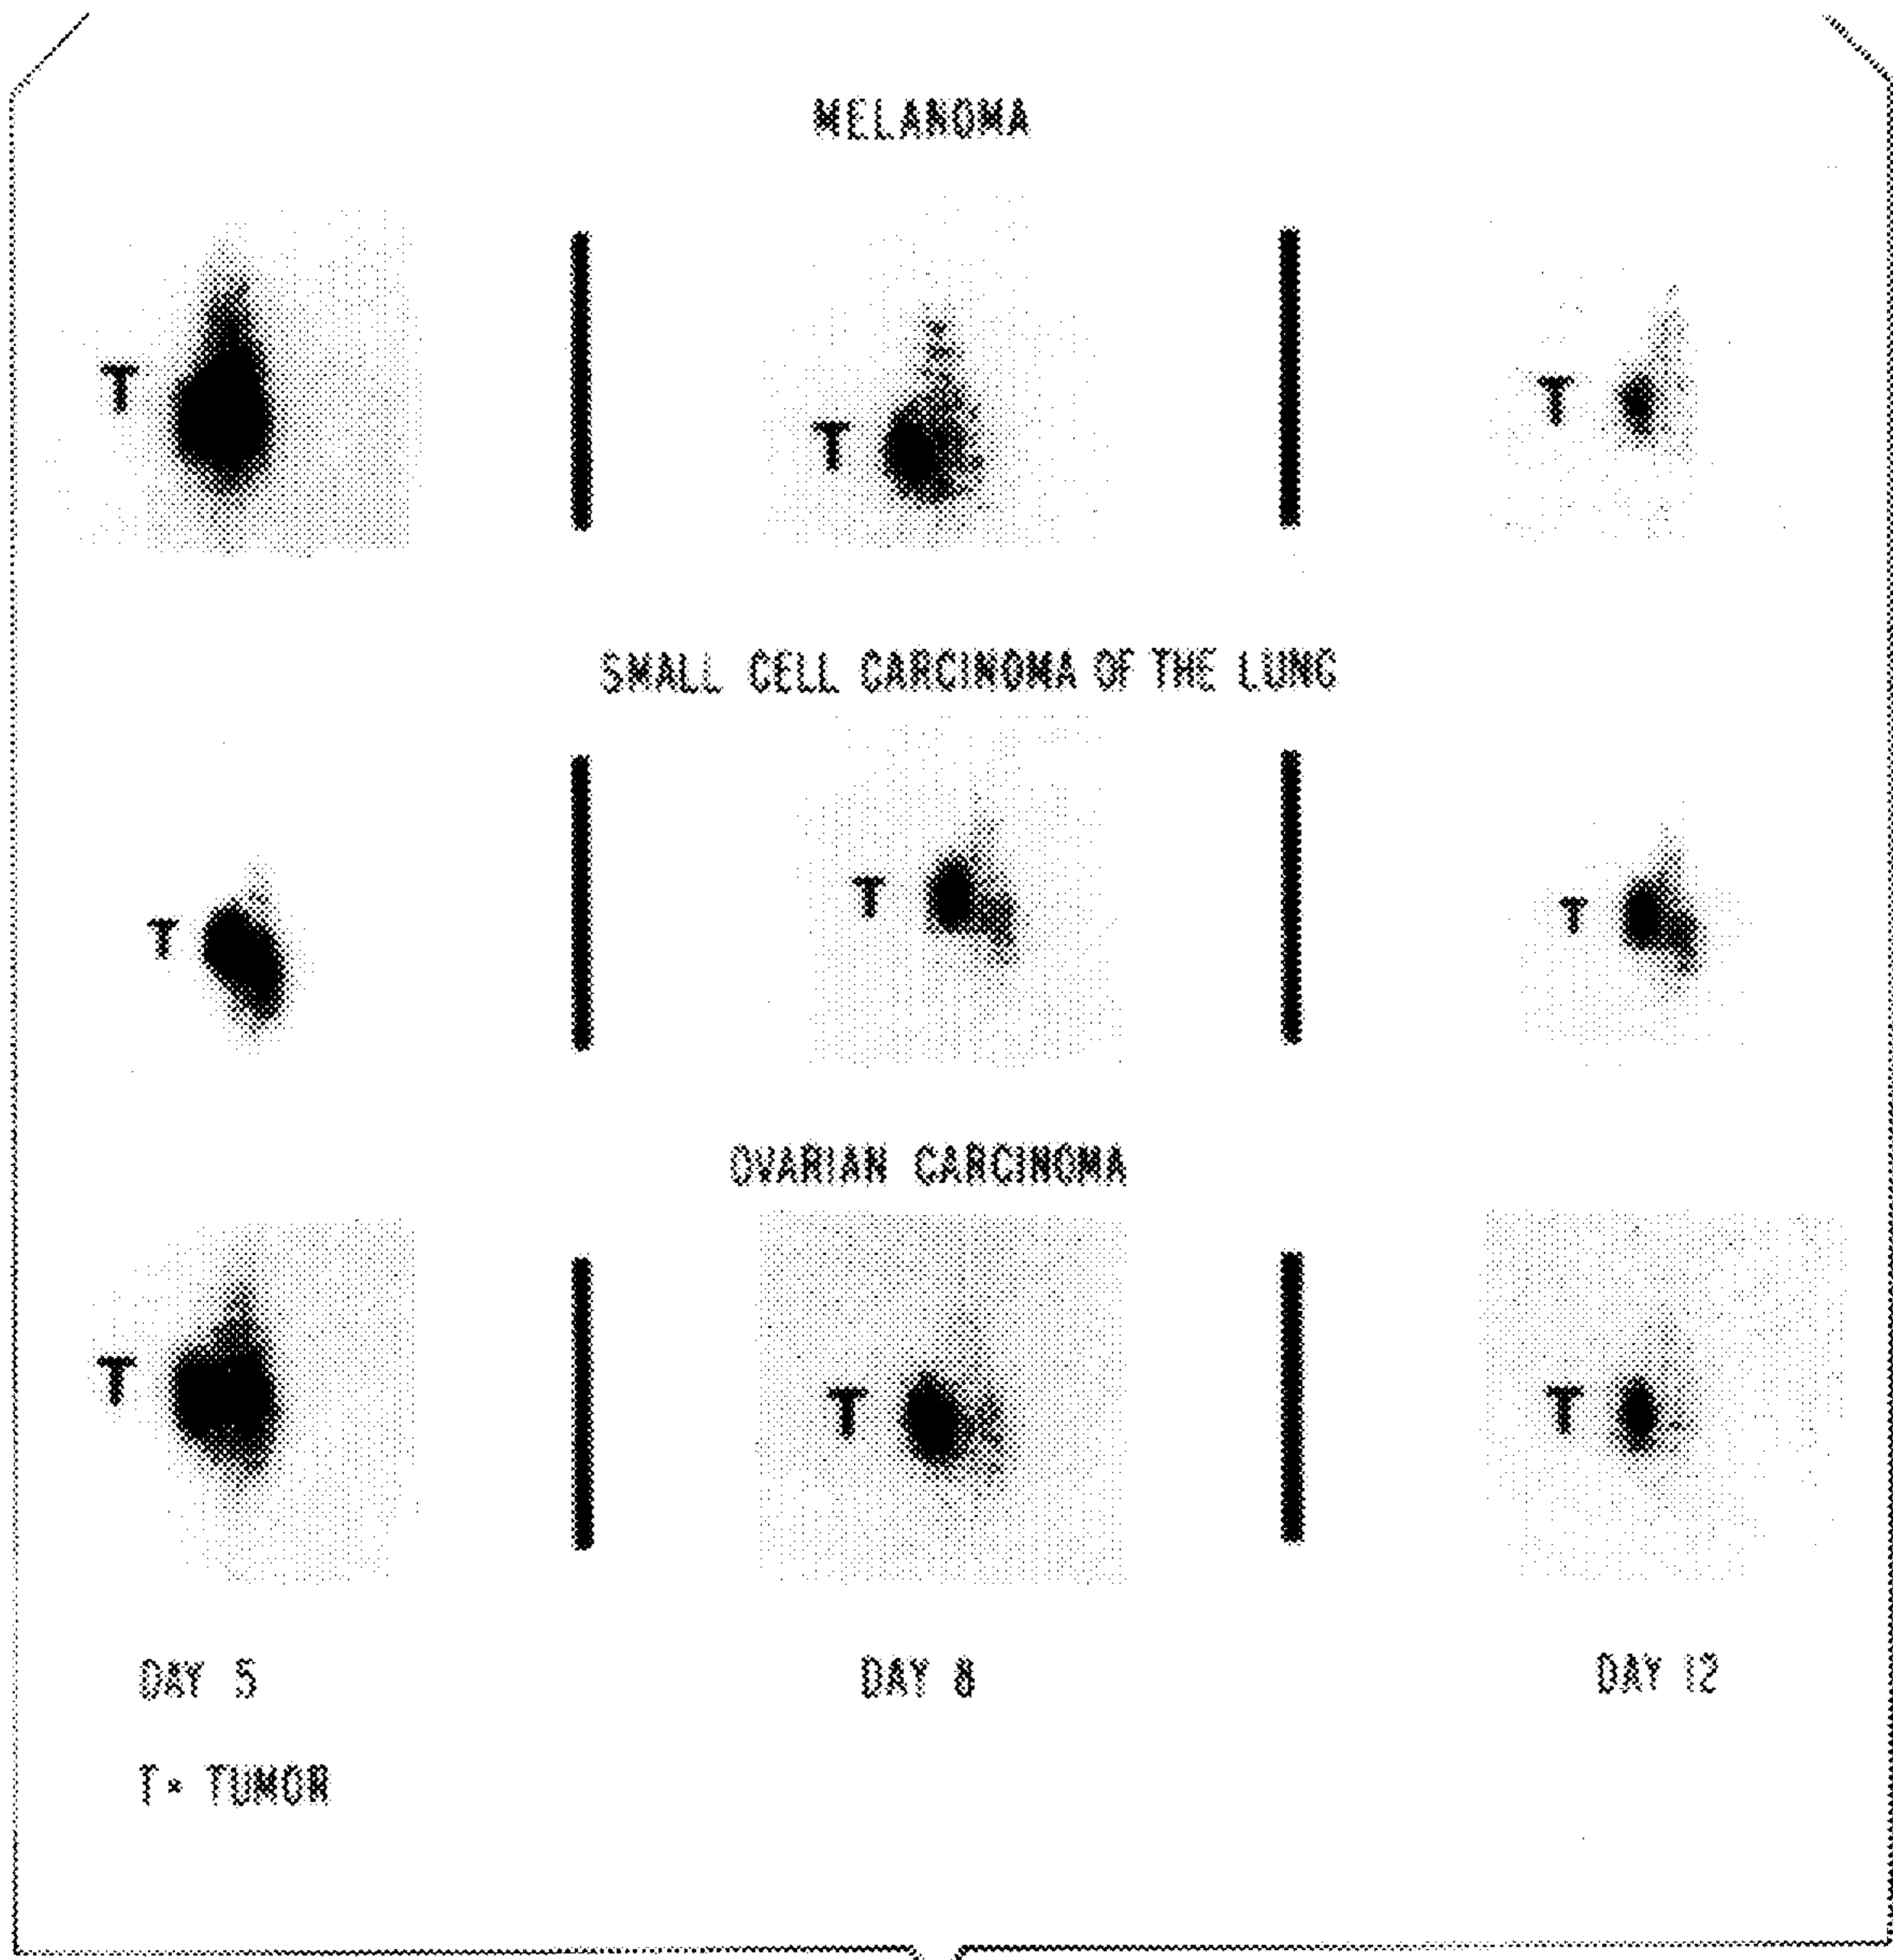 MELANOMA
T T T
SMALL CELL CARCINOMA OF THE LUNG
T T T
OVARIAN CARCINOMA
T T T
DAY 5 DAY 8 DAY 12
T= TUMOR